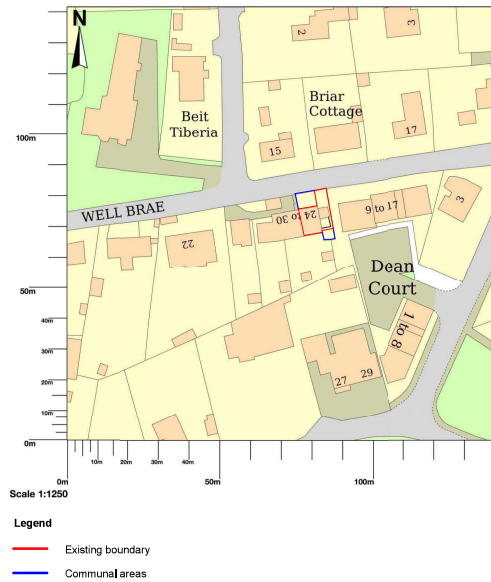 N
2
3
Beit
Tiberia
Briar
Cottage
15
17
100m
WELL BRAE
24 to 30
9 to 17
3
22
Dean
Court
50m
40m
30m
20m
10m
0m
1 to 8
27 29
0m
10m
20m
30m
40m
50m
100m
Scale 1:1250
Legend
Existing boundary
Communal areas